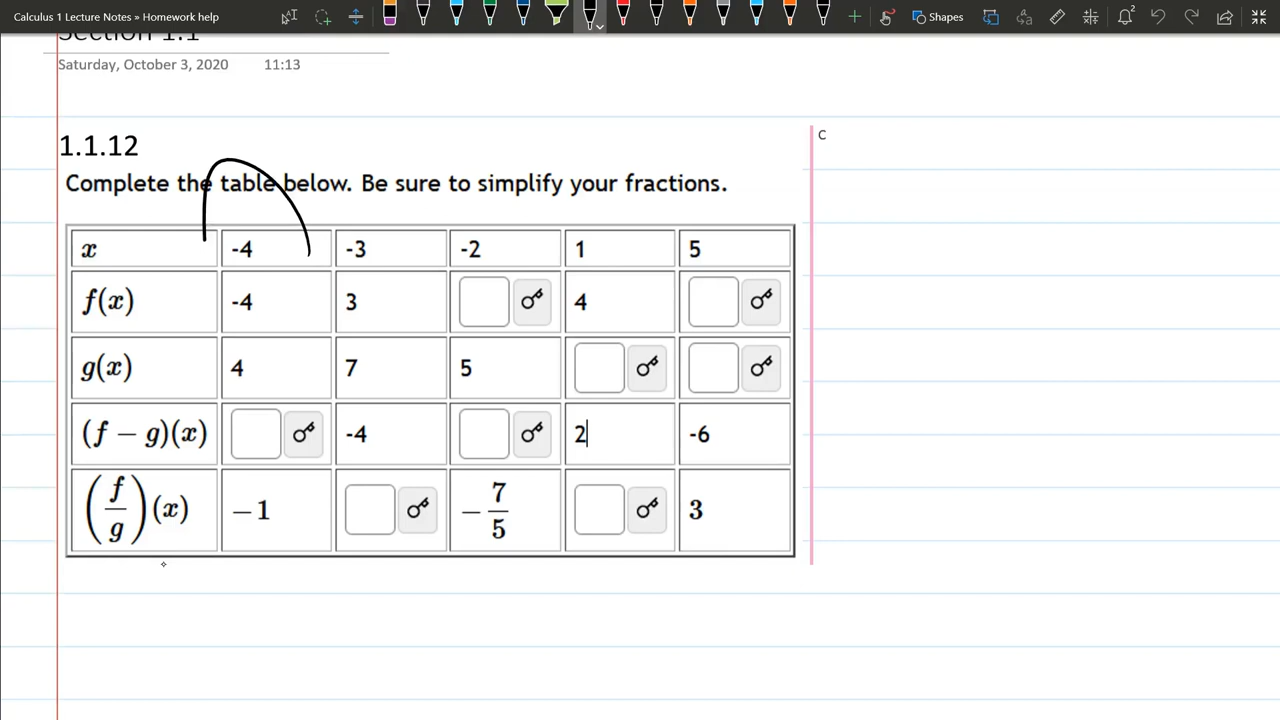 Calculus 1 Lecture Notes » Homework help
Shapes
2
Section 1.1
Saturday, October 3, 2020 11:13
1.1.12
C
Complete the table below. Be sure to simplify your fractions.
x -4 -3 -2 1 5
f(x) -4 3 4
g(x) 4 7 5
(f − g)(x) -4 2 -6
(f/g)(x) −1 −7/5 3